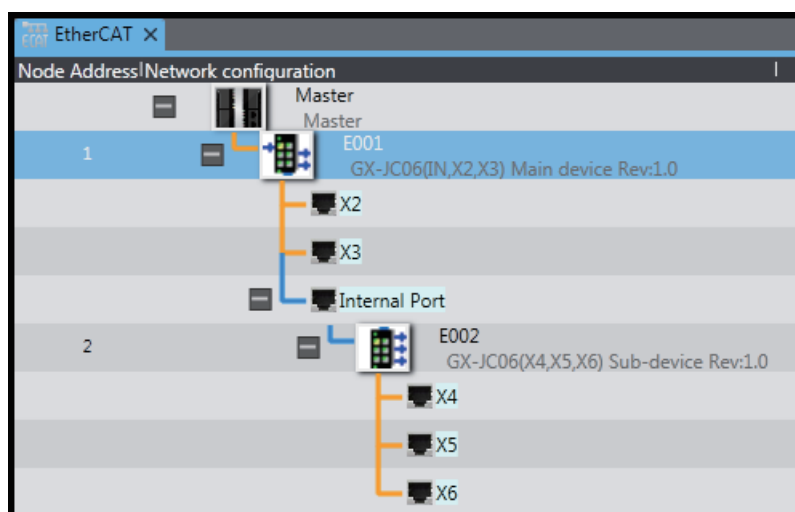 ECAT EtherCAT ×
Node Address Network configuration
Master
Master
1 E001
GX-JC06(IN,X2,X3) Main device Rev:1.0
X2
X3
Internal Port
2 E002
GX-JC06(X4,X5,X6) Sub-device Rev:1.0
X4
X5
X6